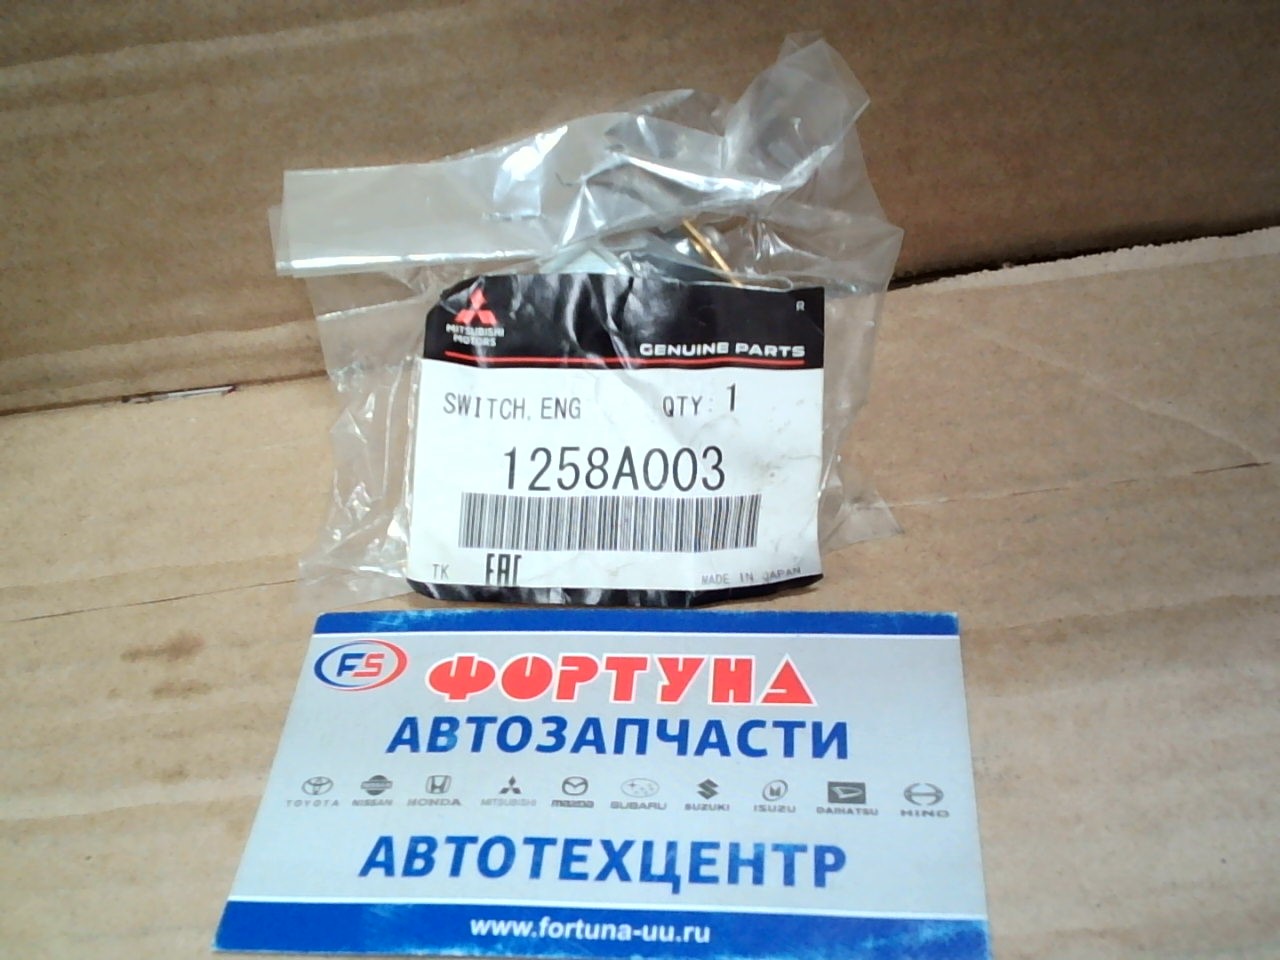 R
MITSUBISHI
MOTORS
GENUINE PARTS
SWITCH, ENG QTY: 1
1258A003
TK EAC MADE IN JAPAN
FS ФОРТУНА
АВТОЗАПЧАСТИ
TOYOTA NISSAN HONDA MITSUBISHI mazda SUBARU SUZUKI ISUZU DAIHATSU HINO
АВТОТЕХЦЕНТР
www.fortuna-uu.ru